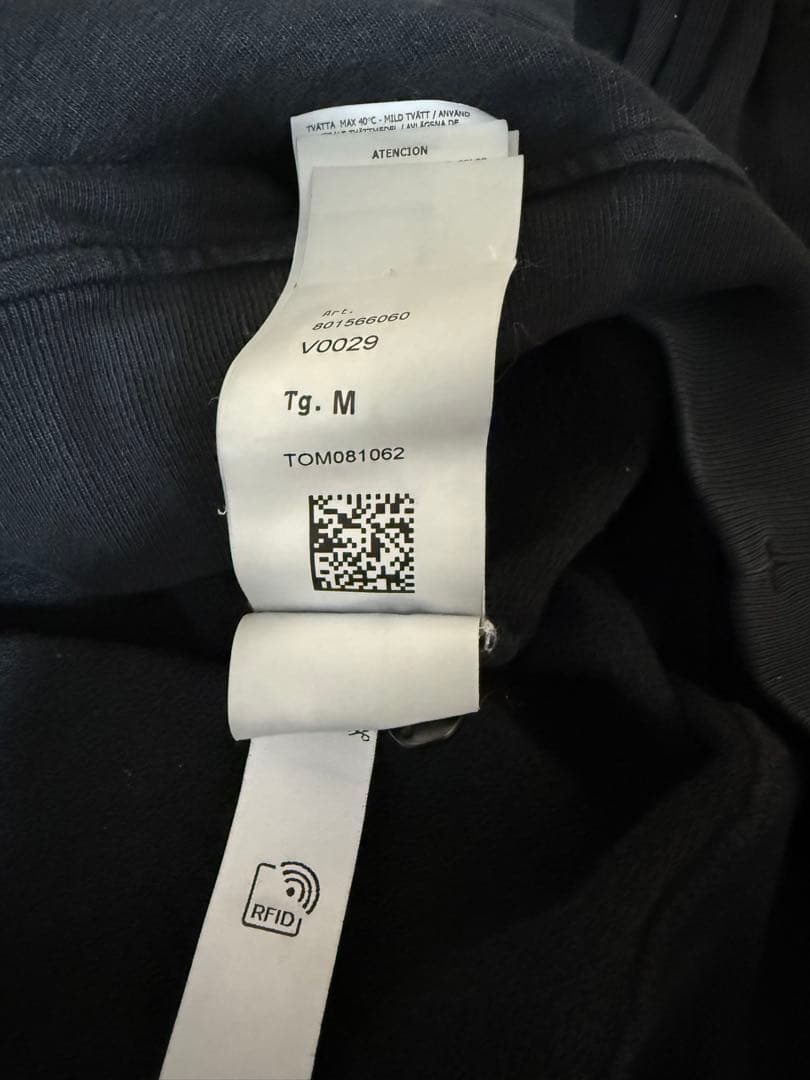 TVÄTTA MAX 40°C - MILD TVÄTT / ANVÄND
ATENCION
Art.
801566060
V0029
Tg. M
TOM081062
RFID